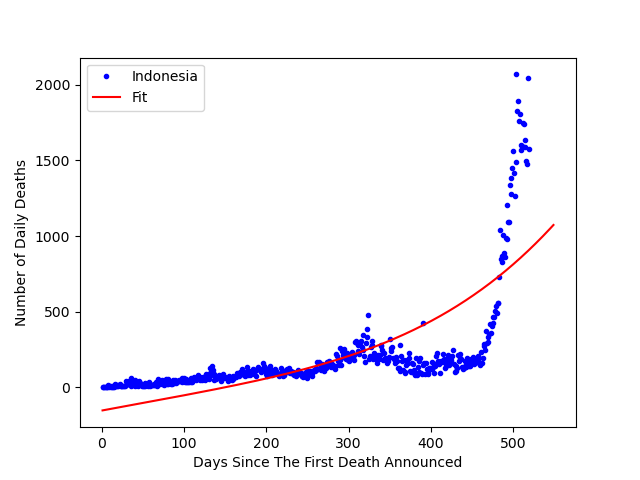 Indonesia
Fit
Number of Daily Deaths
2000
1500
1000
500
0
0 100 200 300 400 500
Days Since The First Death Announced